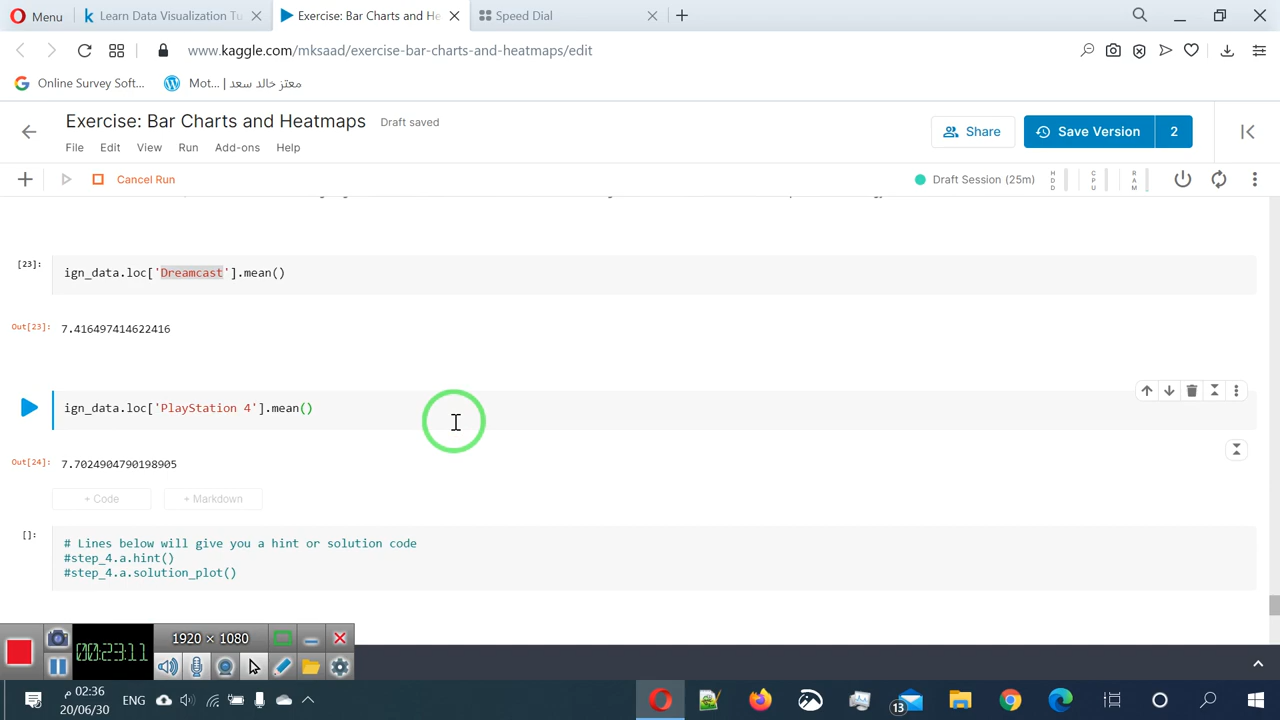 Menu
Learn Data Visualization Tu
Exercise: Bar Charts and He
Speed Dial
www.kaggle.com/mksaad/exercise-bar-charts-and-heatmaps/edit
Online Survey Soft...
Mot... | معتز خالد سعد
Exercise: Bar Charts and Heatmaps
Draft saved
File Edit View Run Add-ons Help
Share
Save Version
2
Cancel Run
Draft Session (25m)
HDD
CPU
RAM
[23]:
ign_data.loc['Dreamcast'].mean()
Out[23]:
7.416497414622416
ign_data.loc['PlayStation 4'].mean()
Out[24]:
7.7024904790198905
+ Code
+ Markdown
[]:
# Lines below will give you a hint or solution code
#step_4.a.hint()
#step_4.a.solution_plot()
00:23:11
1920 × 1080
02:36 م
20/06/30
ENG
13